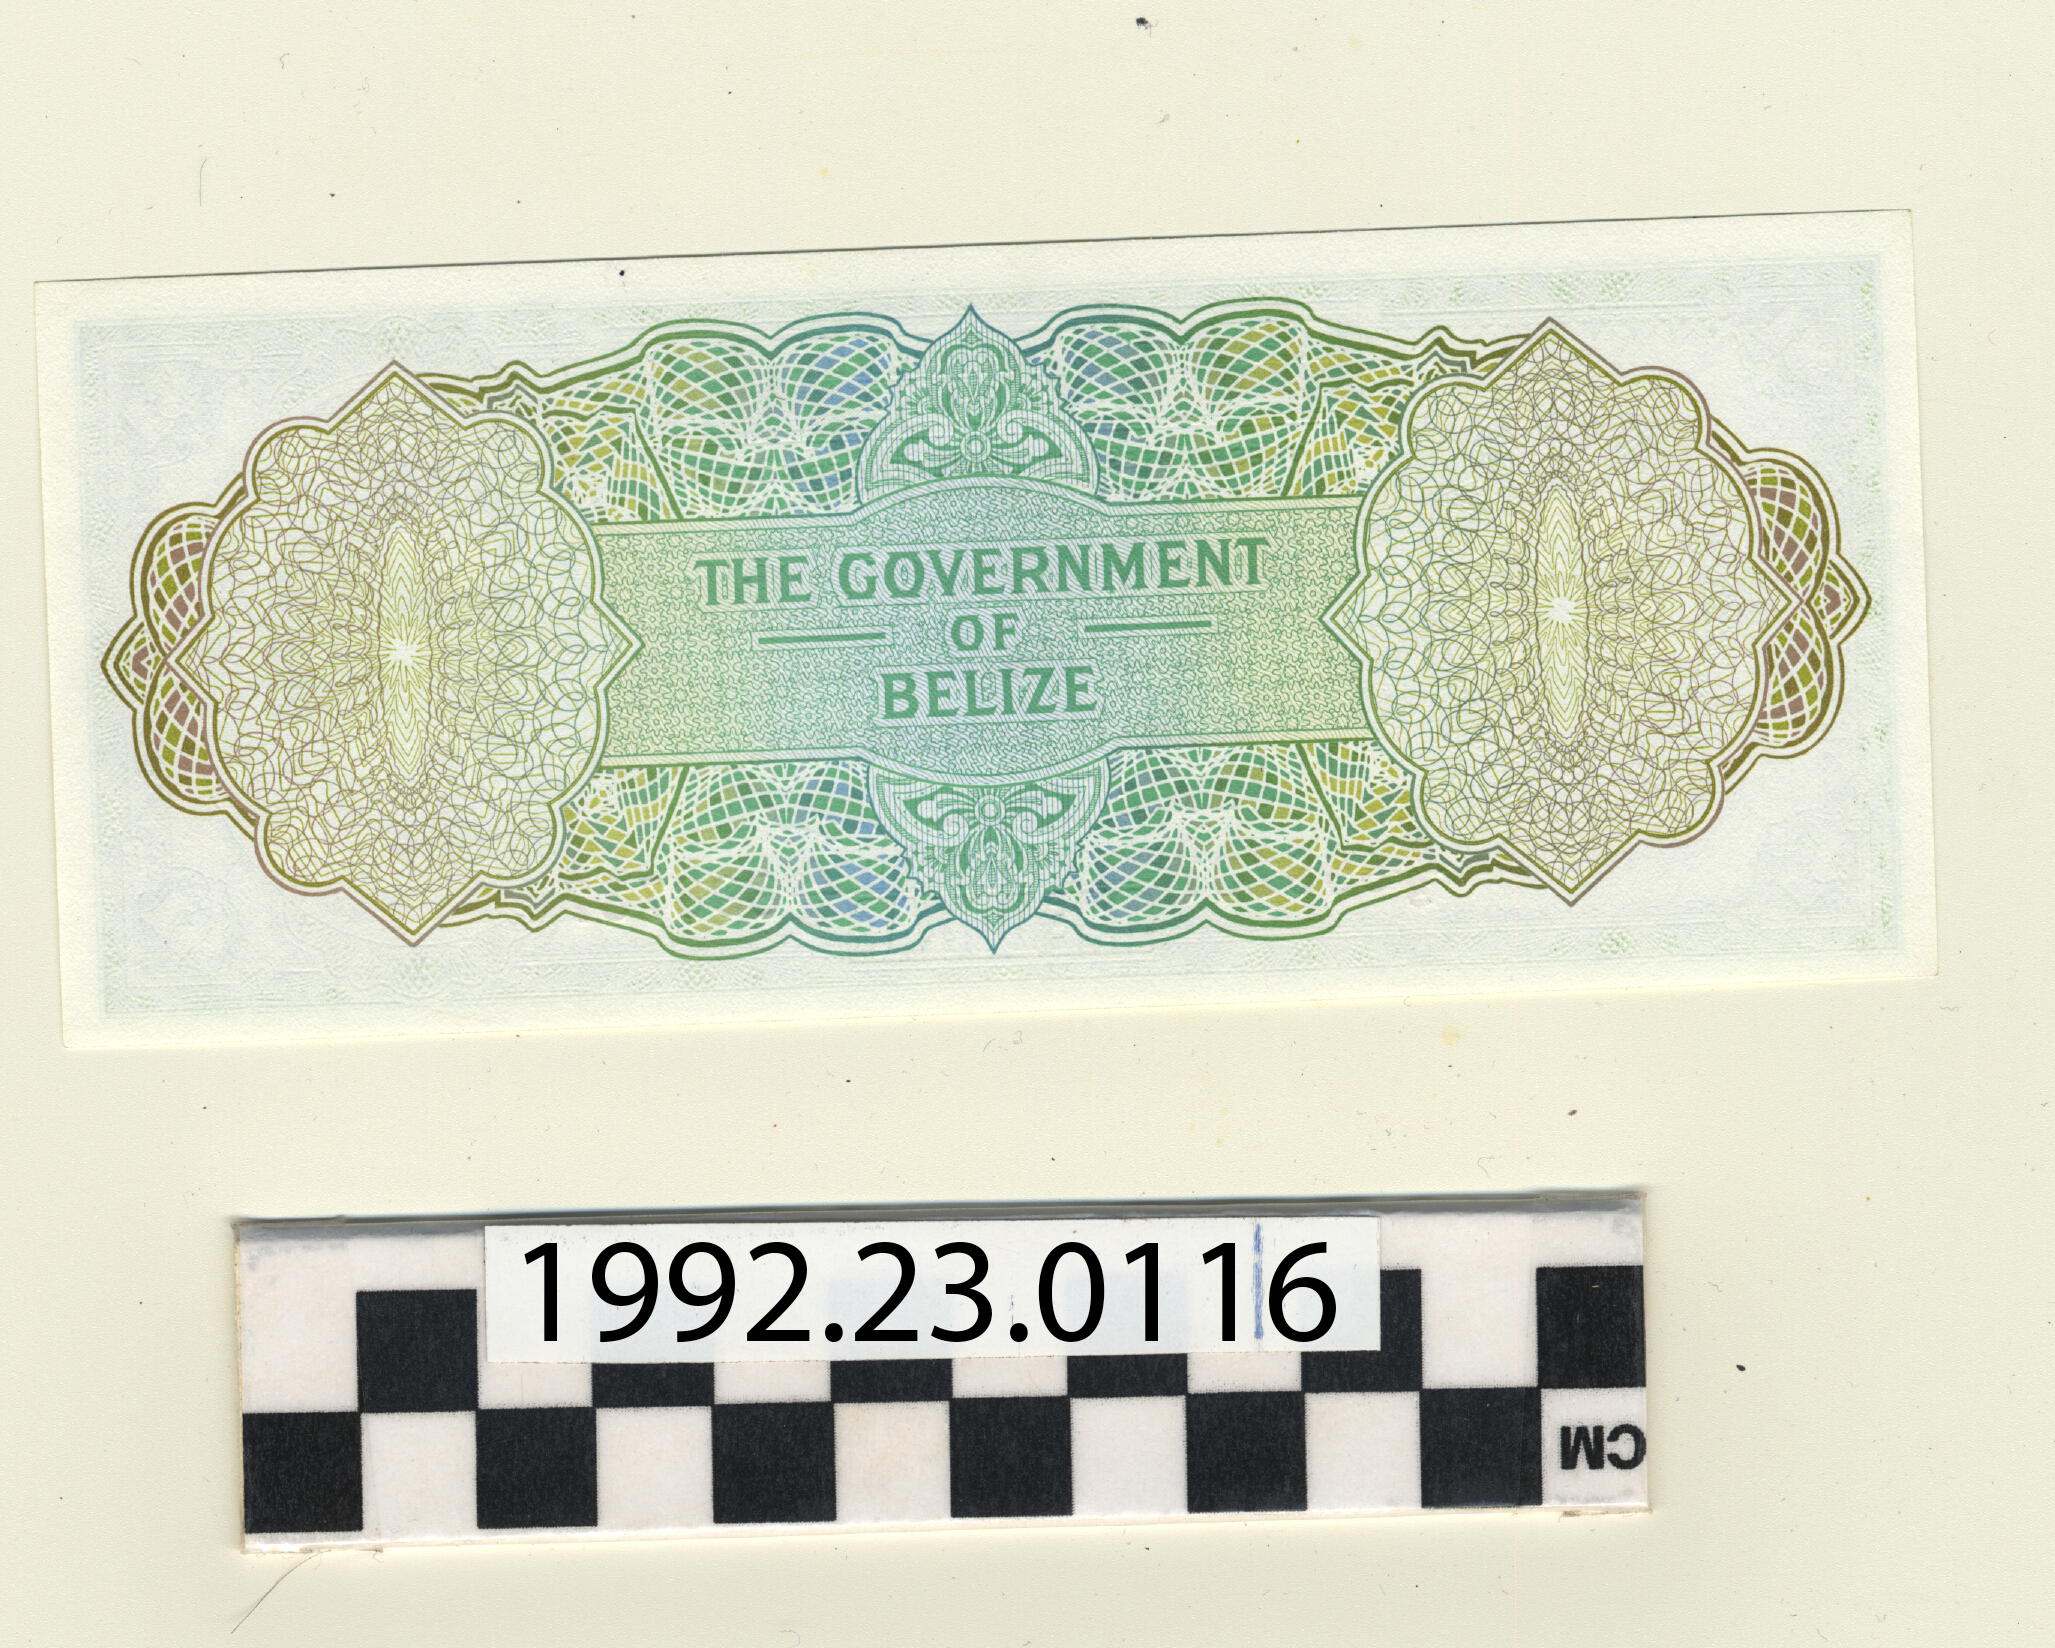 THE GOVERNMENT
OF
BELIZE
1992.23.0116
CM